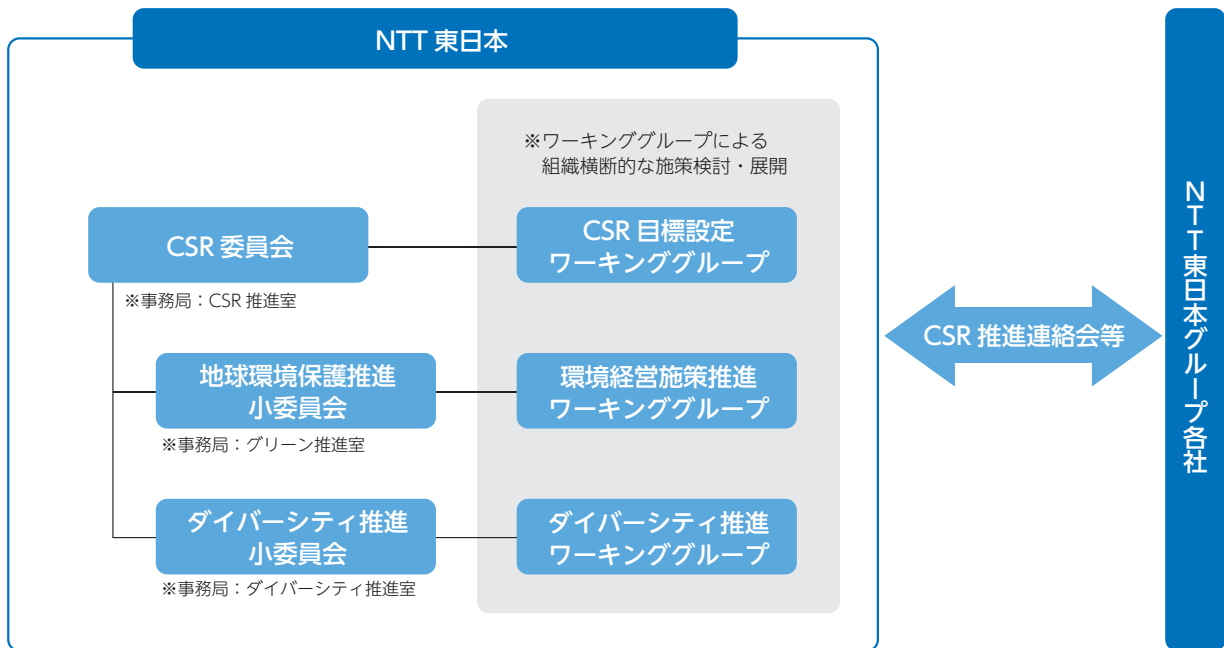 NTT 東日本
※ワーキンググループによる
組織横断的な施策検討・展開
CSR 委員会
※事務局：CSR 推進室
CSR 目標設定
ワーキンググループ
地球環境保護推進
小委員会
※事務局：グリーン推進室
環境経営施策推進
ワーキンググループ
ダイバーシティ推進
小委員会
※事務局：ダイバーシティ推進室
ダイバーシティ推進
ワーキンググループ
CSR 推進連絡会等
NTT東日本グループ各社